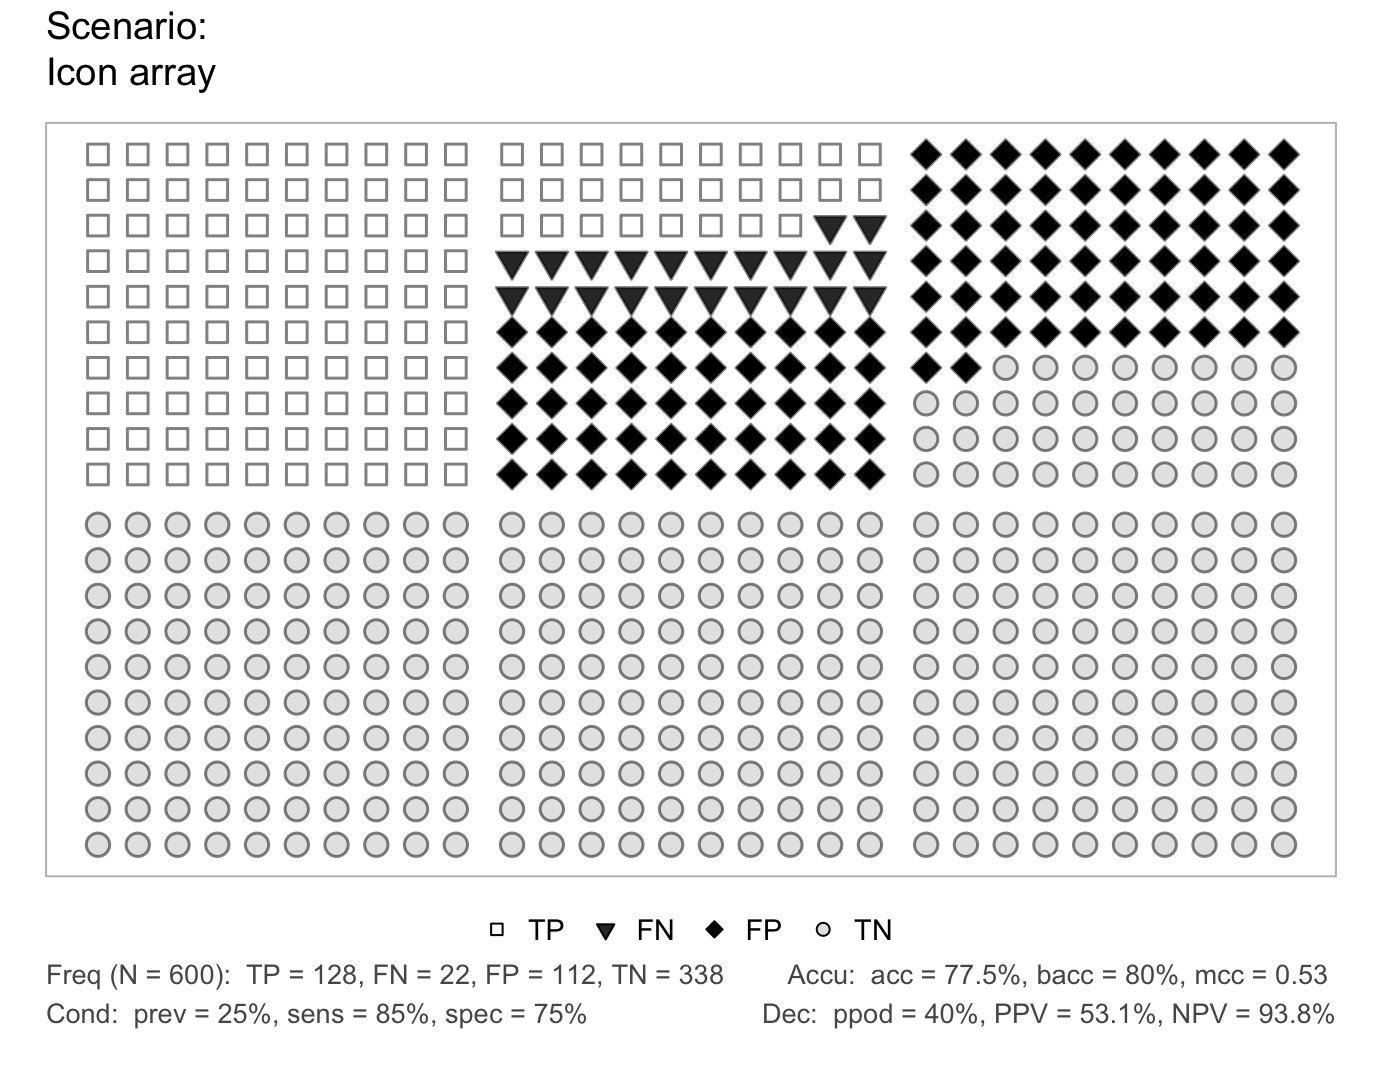 Scenario:
Icon array
TP FN FP TN
Freq (N = 600): TP = 128, FN = 22, FP = 112, TN = 338 Accu: acc = 77.5%, bacc = 80%, mcc = 0.53
Cond: prev = 25%, sens = 85%, spec = 75% Dec: ppod = 40%, PPV = 53.1%, NPV = 93.8%